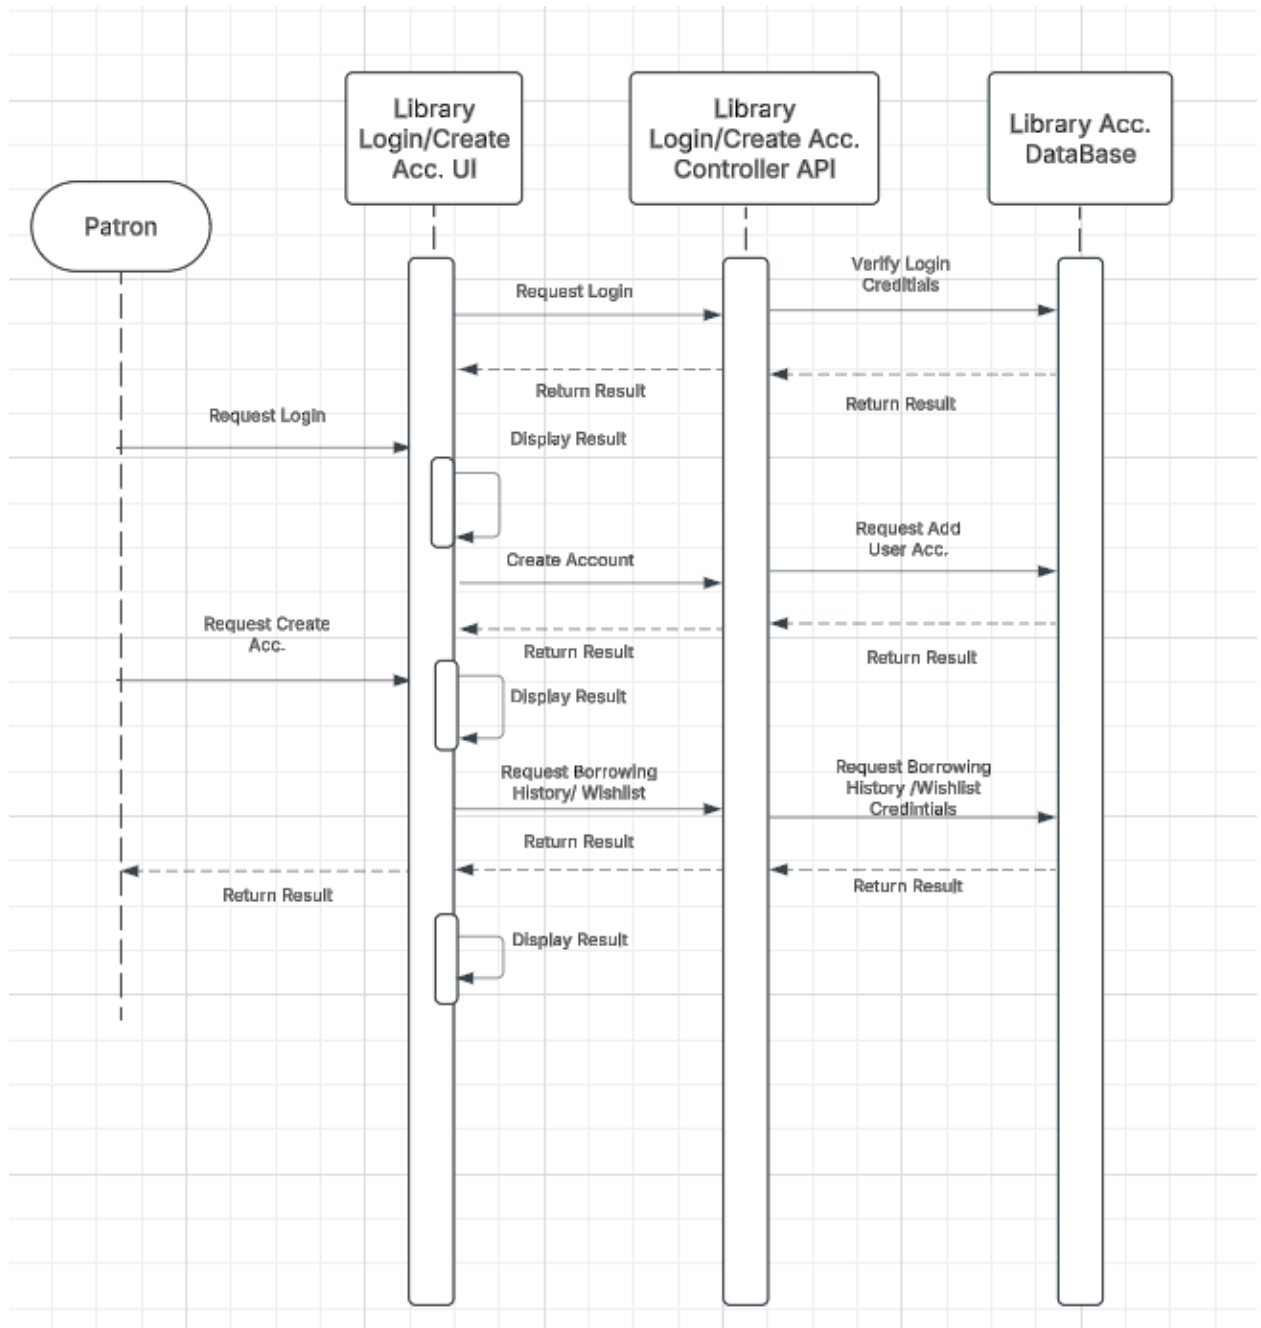 Library
Login/Create
Acc. UI
Library
Login/Create Acc.
Controller API
Library Acc.
DataBase
Patron
Verify Login
Creditials
Request Login
Return Result
Return Result
Request Login
Display Result
Request Add
User Acc.
Create Account
Request Create
Acc.
Return Result
Return Result
Display Result
Request Borrowing
History/ Wishlist
Request Borrowing
History /Wishlist
Credintials
Return Result
Return Result
Return Result
Display Result